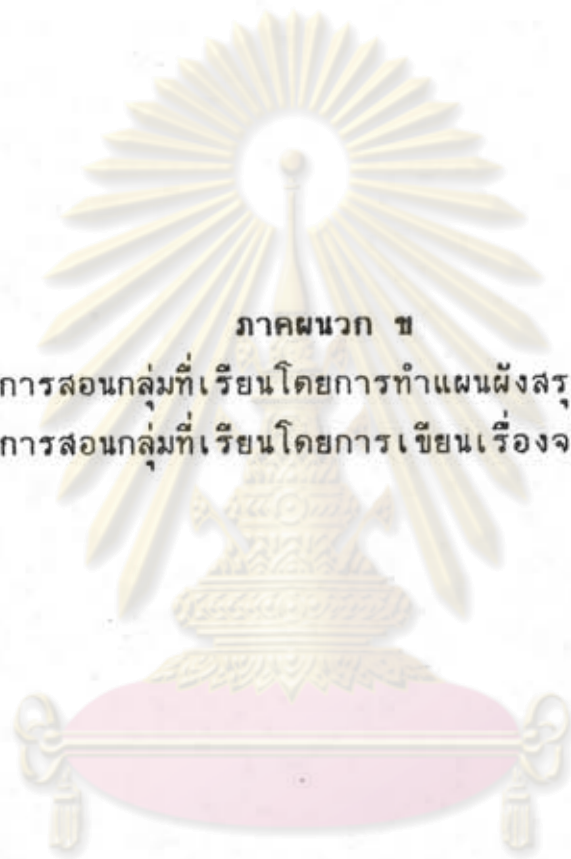 ภาคผนวก ข
การสอนกลุ่มที่เรียนโดยการทำแผนผังสรุ
การสอนกลุ่มที่เรียนโดยการเขียนเรื่องจ